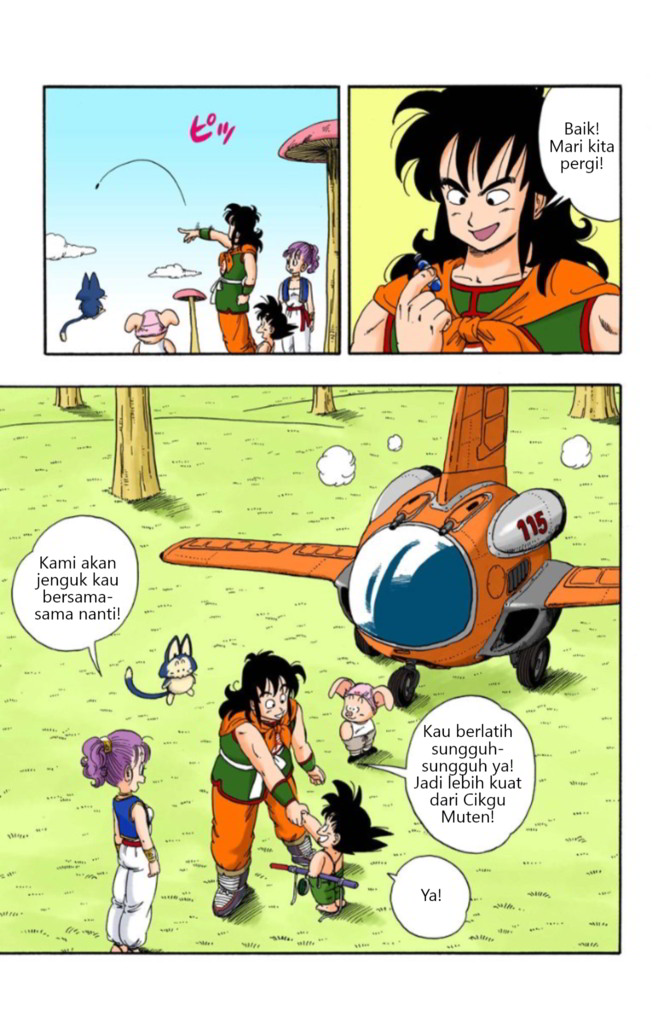 Baik!
Mari kita
pergi!
ピッ
115
Kami akan
jenguk kau
bersama-
sama nanti!
Kau berlatih
sungguh-
sungguh ya!
Jadi lebih kuat
dari Cikgu
Muten!
Ya!